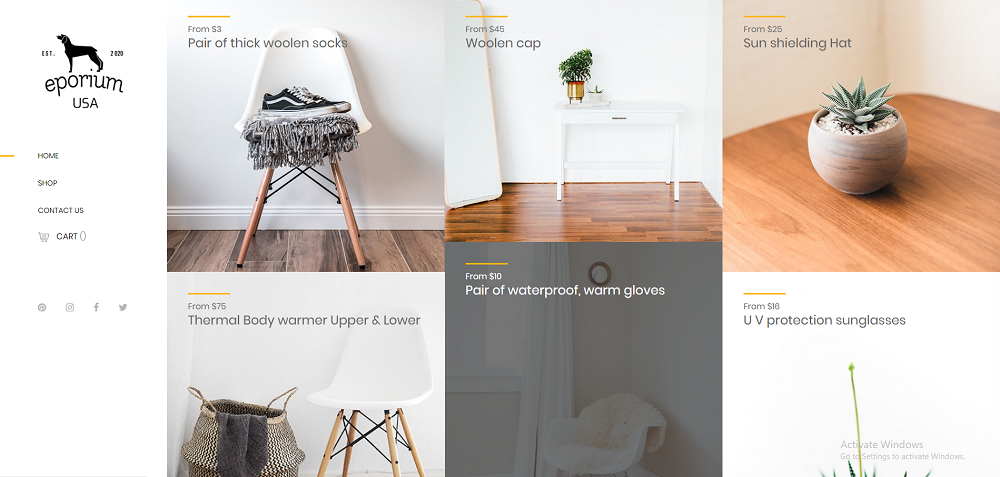 EST. 2020
eporium
USA
HOME
SHOP
CONTACT US
CART 0
From $3
Pair of thick woolen socks
From $45
Woolen cap
From $25
Sun shielding Hat
From $75
Thermal Body warmer Upper & Lower
From $10
Pair of waterproof, warm gloves
From $16
U V protection sunglasses
Activate Windows
Go to Settings to activate Windows.